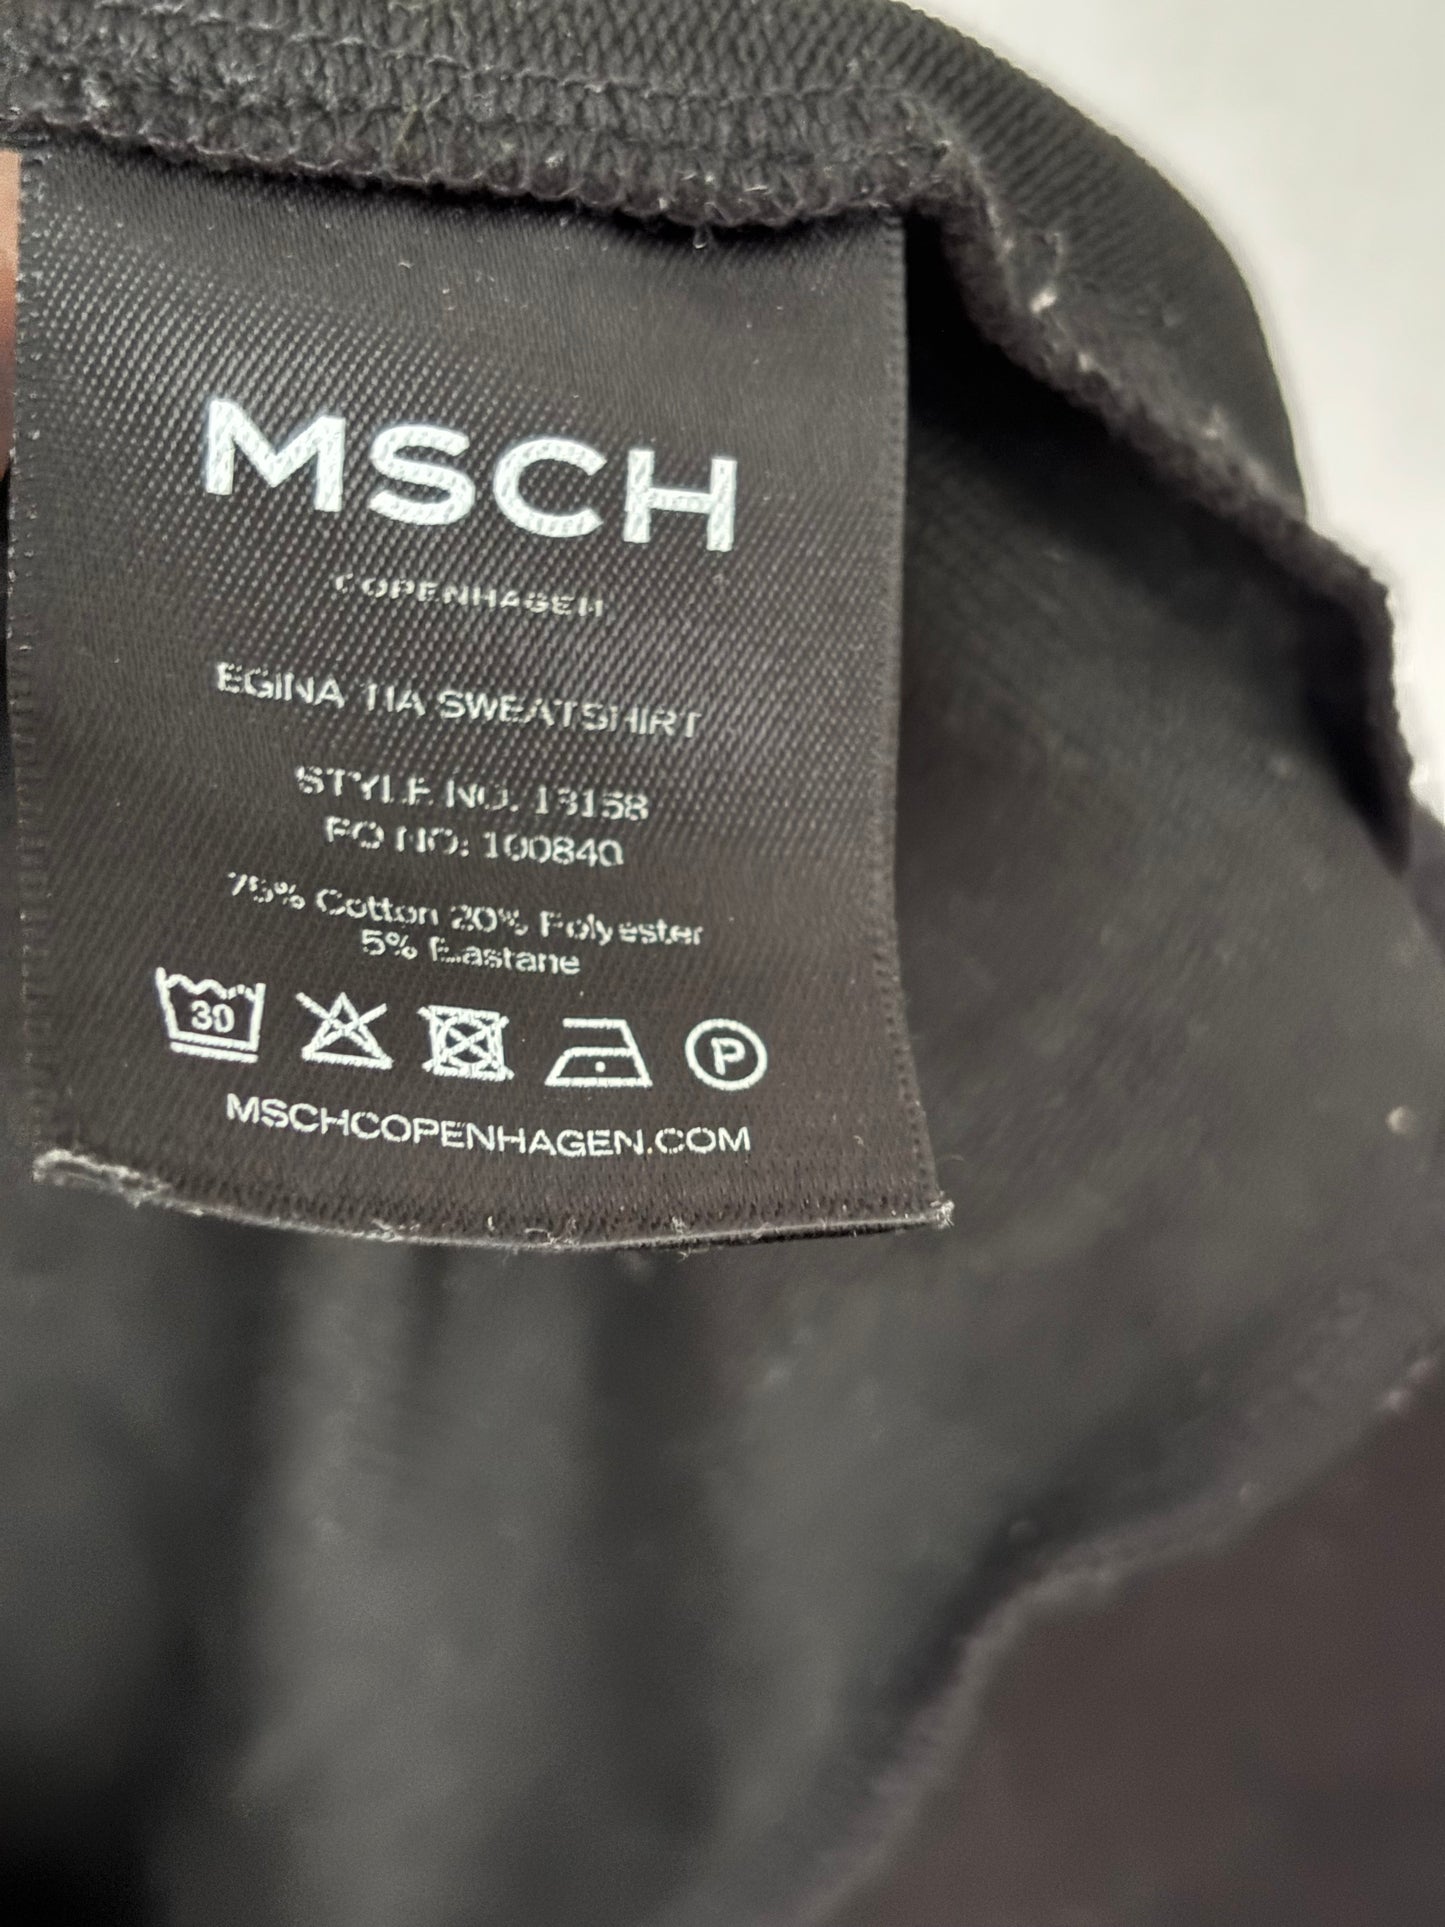 MSCH
COPENHAGEN
EGINA TIA SWEATSHIRT
STYLE NO. 13158
PO NO: 100840
75% Cotton 20% Polyester
5% Elastane
30
P
MSCHCOPENHAGEN.COM